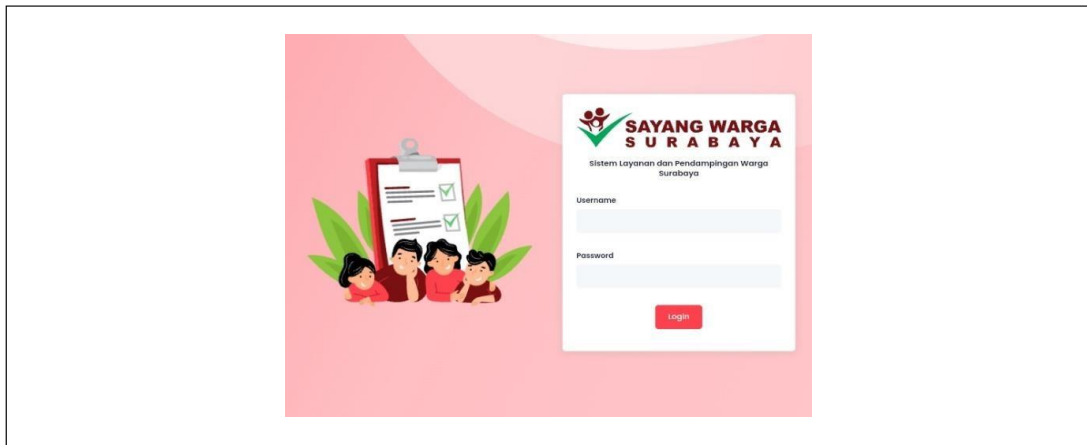 SAYANG WARGA
SURABAYA
Sistem Layanan dan Pendampingan Warga
Surabaya
Username
Password
Login